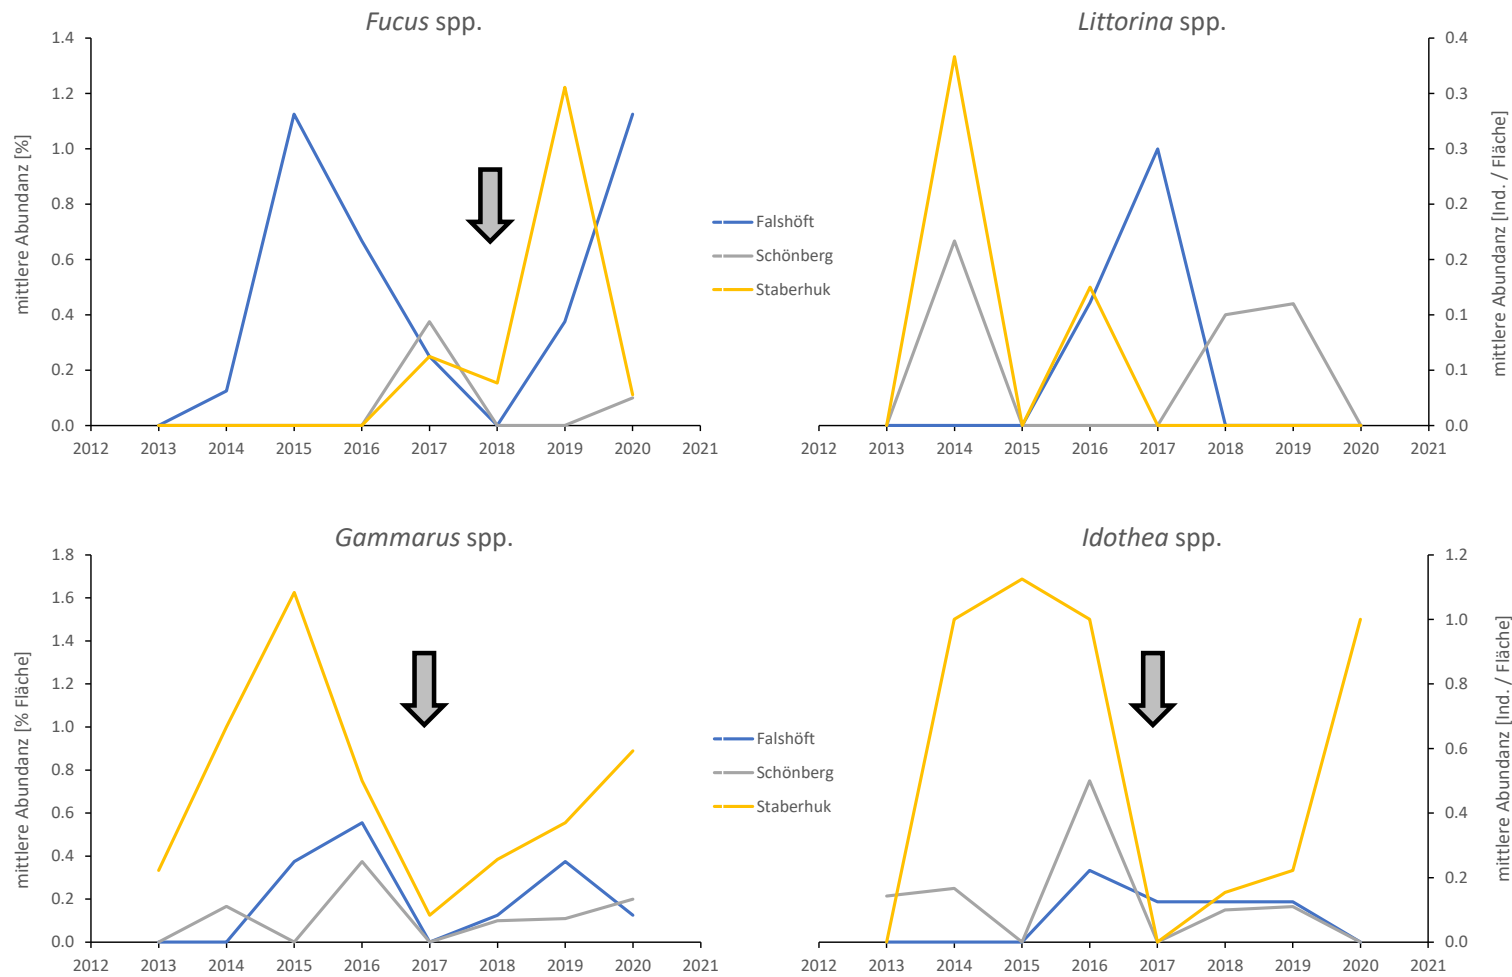 Fucus spp.
Littorina spp.
mittlere Abundanz [%]
1.4
1.2
1.0
0.8
0.6
0.4
0.2
0.0
2012 2013 2014 2015 2016 2017 2018 2019 2020 2021
Falshöft
Schönberg
Staberhuk
0.4
0.3
0.3
0.2
0.2
0.1
0.1
0.0
mittlere Abundanz [Ind. / Fläche]
2012 2013 2014 2015 2016 2017 2018 2019 2020 2021
Gammarus spp.
Idothea spp.
mittlere Abundanz [% Fläche]
1.8
1.6
1.4
1.2
1.0
0.8
0.6
0.4
0.2
0.0
2012 2013 2014 2015 2016 2017 2018 2019 2020 2021
Falshöft
Schönberg
Staberhuk
1.2
1.0
0.8
0.6
0.4
0.2
0.0
mittlere Abundanz [Ind. / Fläche]
2012 2013 2014 2015 2016 2017 2018 2019 2020 2021